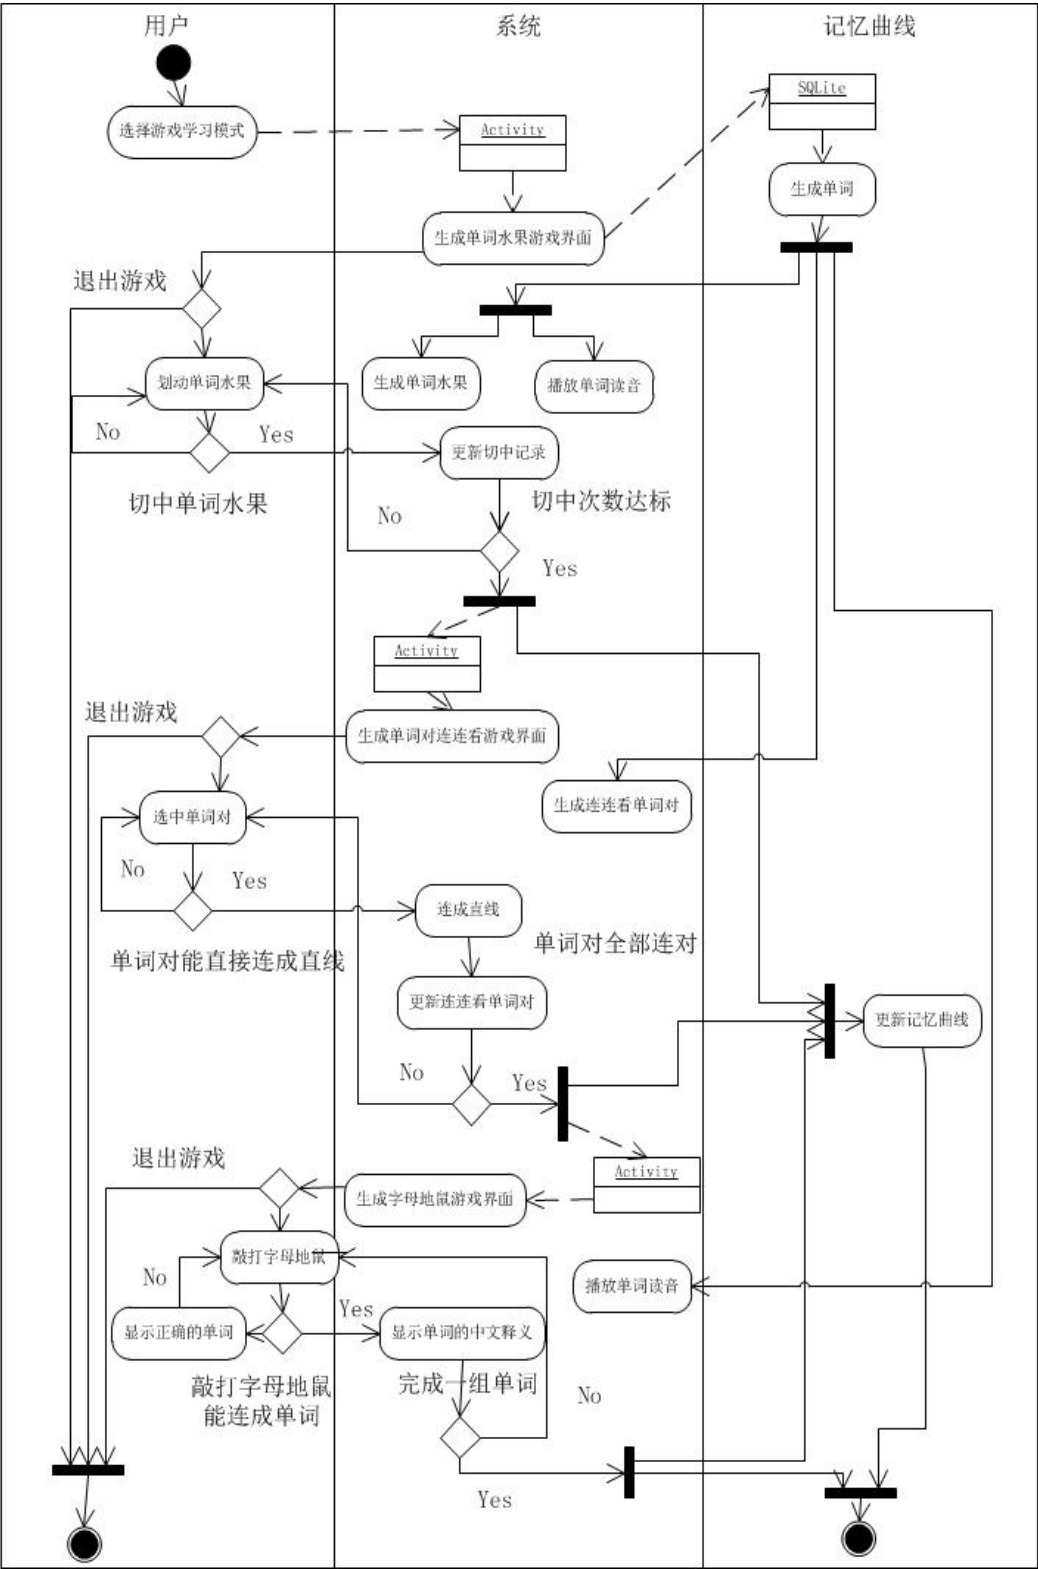 用户
系统
记忆曲线
SQLite
选择游戏学习模式
Activity
生成单词
生成单词水果游戏界面
退出游戏
划动单词水果
生成单词水果
播放单词读音
No
Yes
更新切中记录
切中单词水果
切中次数达标
No
Yes
Activity
退出游戏
生成单词对连连看游戏界面
生成连连看单词对
选中单词对
No
Yes
连成直线
单词对全部连对
单词对能直接连成直线
更新连连看单词对
更新记忆曲线
No
Yes
退出游戏
Activity
生成字母地鼠游戏界面
敲打字母地鼠
No
播放单词读音
Yes
显示正确的单词
显示单词的中文释义
敲打字母地鼠
能连成单词
完成一组单词
No
Yes